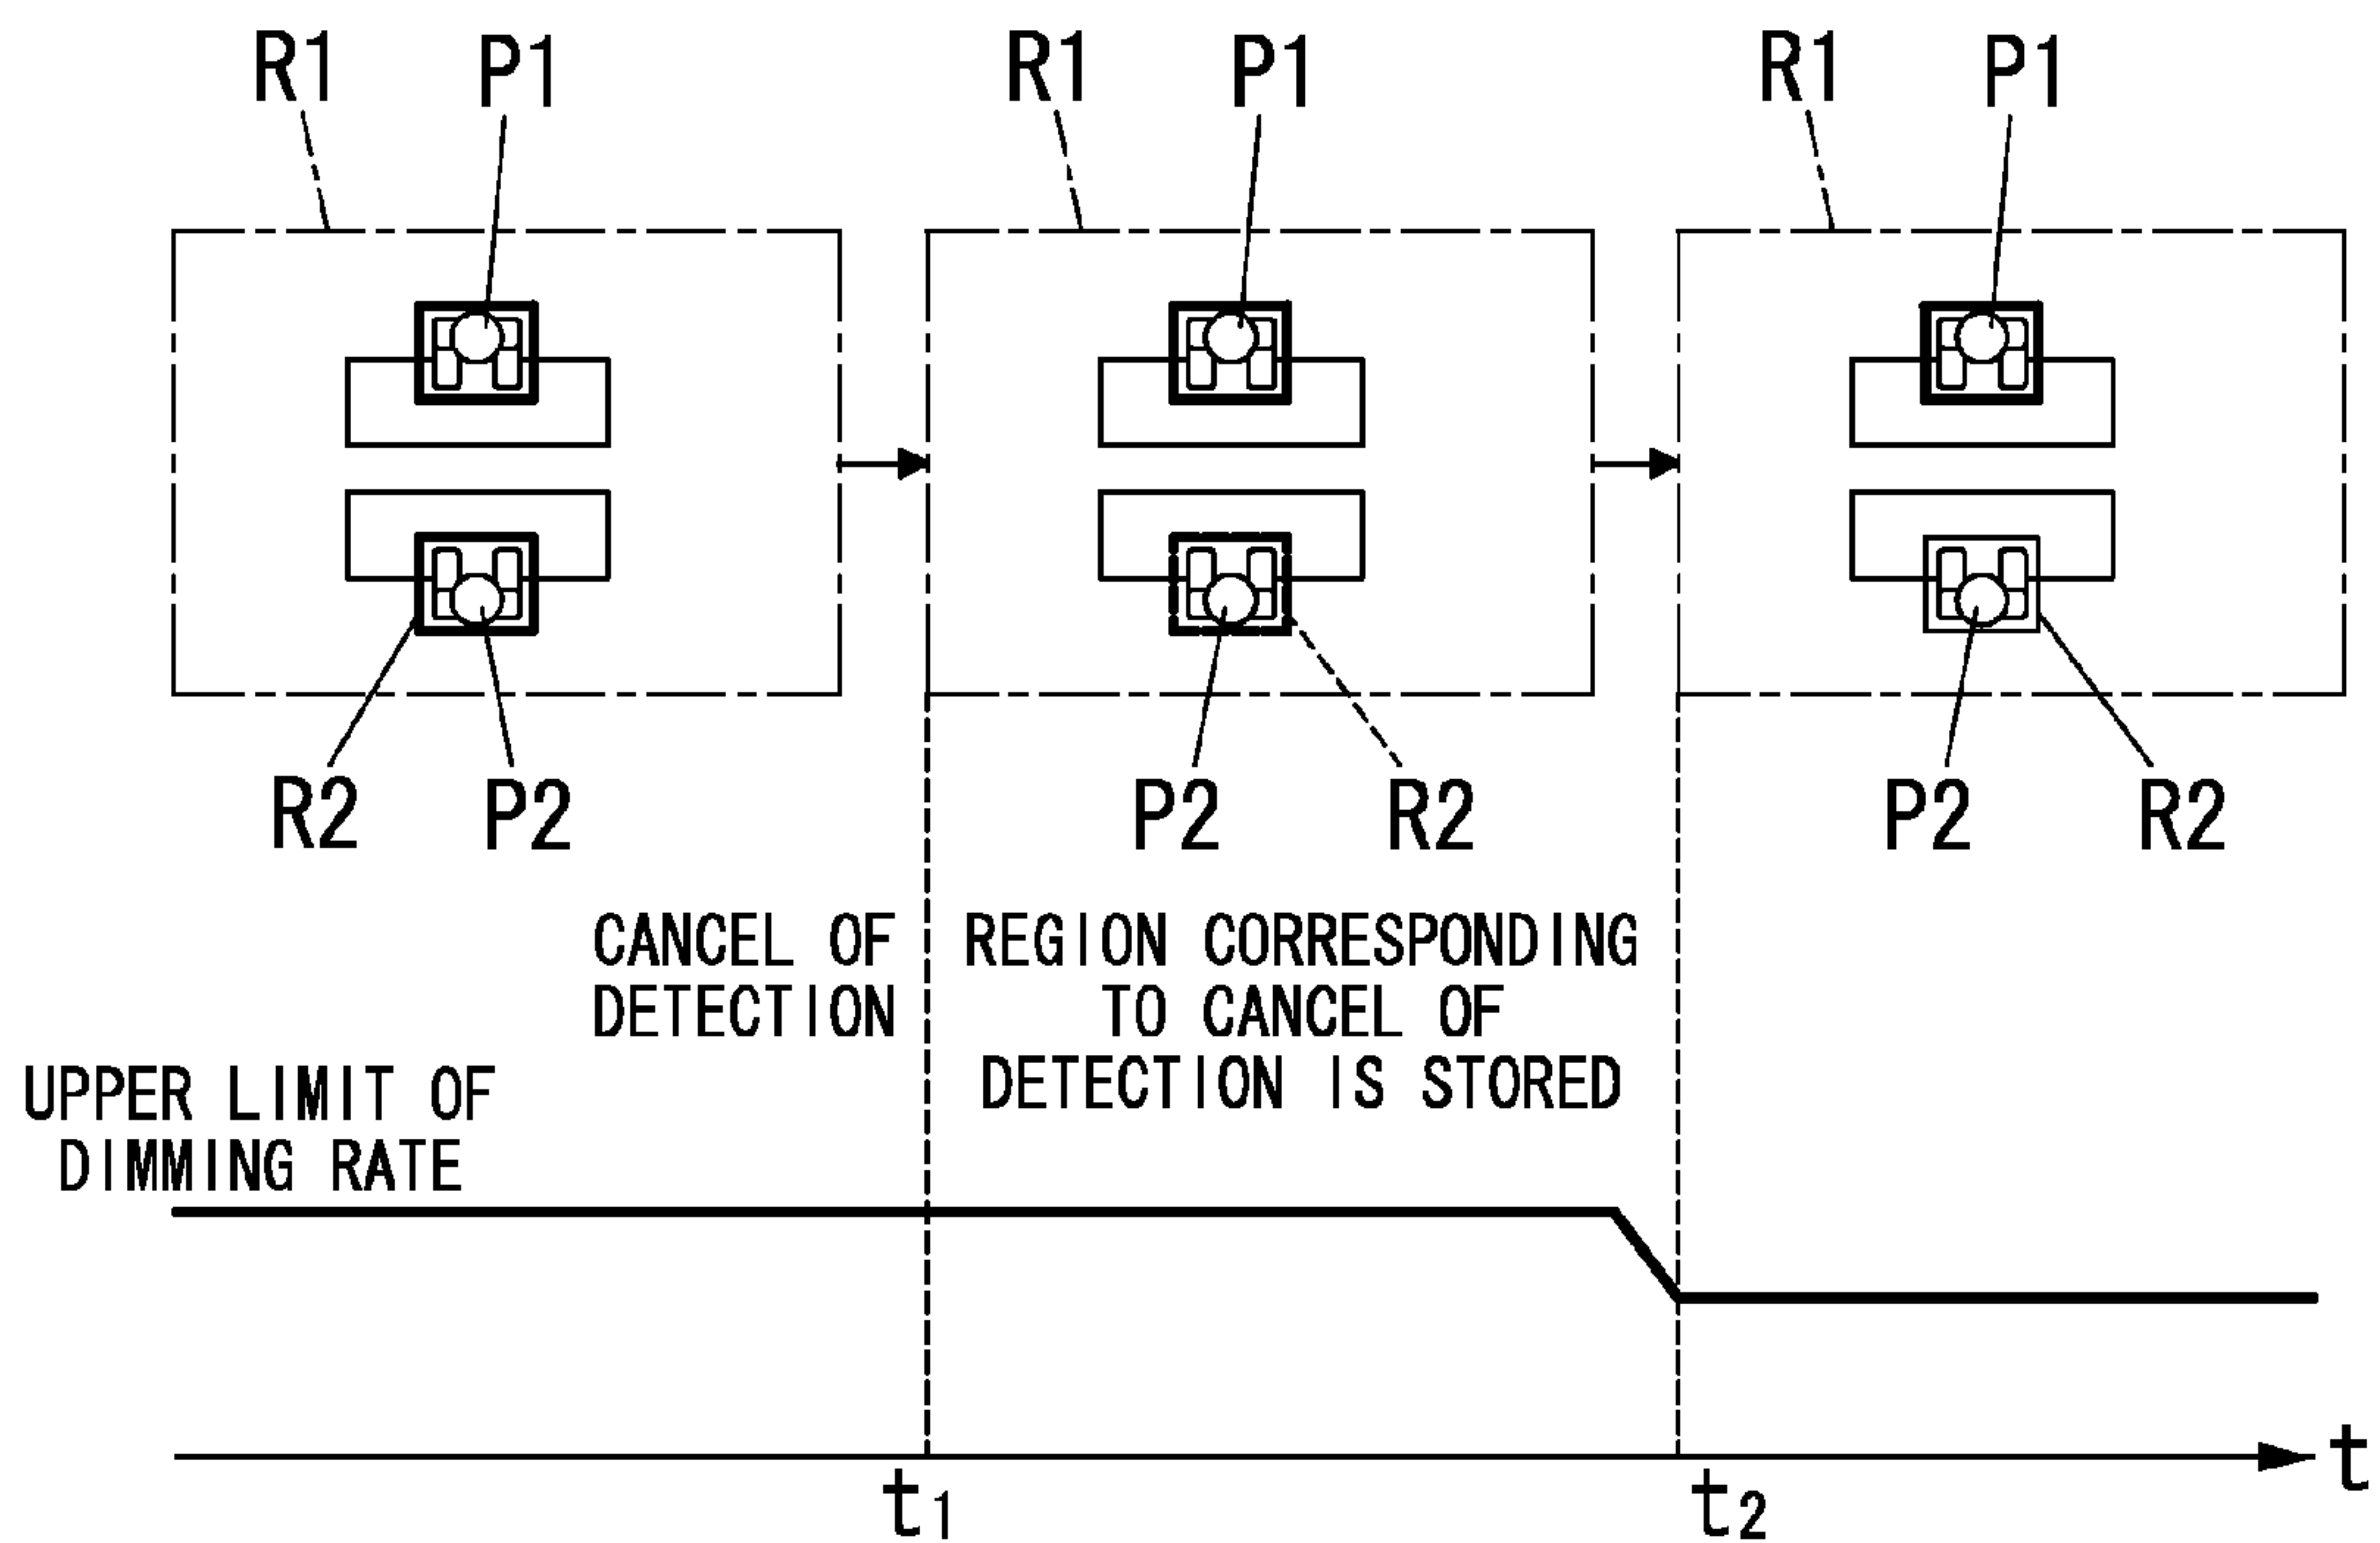 R1 P1 R1 P1 R1 P1
R2 P2 P2 R2 P2 R2
CANCEL OF
DETECTION
REGION CORRESPONDING
TO CANCEL OF
DETECTION IS STORED
UPPER LIMIT OF
DIMMING RATE
t
t1 t2